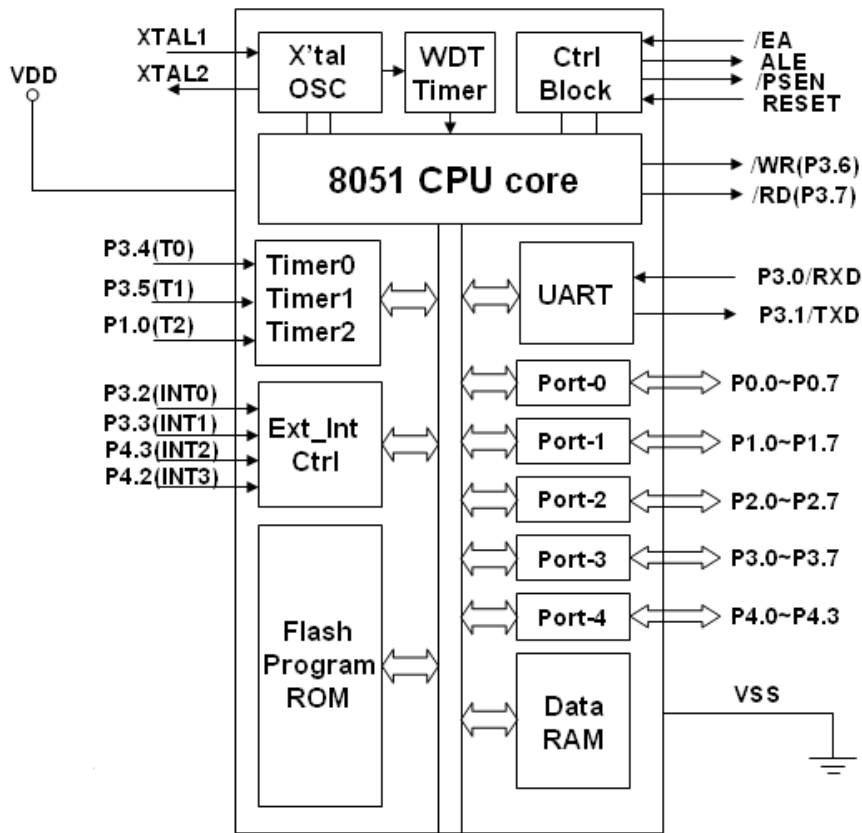 XTAL1
XTAL2
VDD
X'tal
OSC
WDT
Timer
Ctrl
Block
/EA
ALE
/PSEN
RESET
8051 CPU core
/WR(P3.6)
/RD(P3.7)
P3.4(T0)
P3.5(T1)
P1.0(T2)
Timer0
Timer1
Timer2
UART
P3.0/RXD
P3.1/TXD
P3.2(INT0)
P3.3(INT1)
P4.3(INT2)
P4.2(INT3)
Ext_Int
Ctrl
Port-0
P0.0~P0.7
Port-1
P1.0~P1.7
Port-2
P2.0~P2.7
Port-3
P3.0~P3.7
Port-4
P4.0~P4.3
Flash
Program
ROM
Data
RAM
VSS